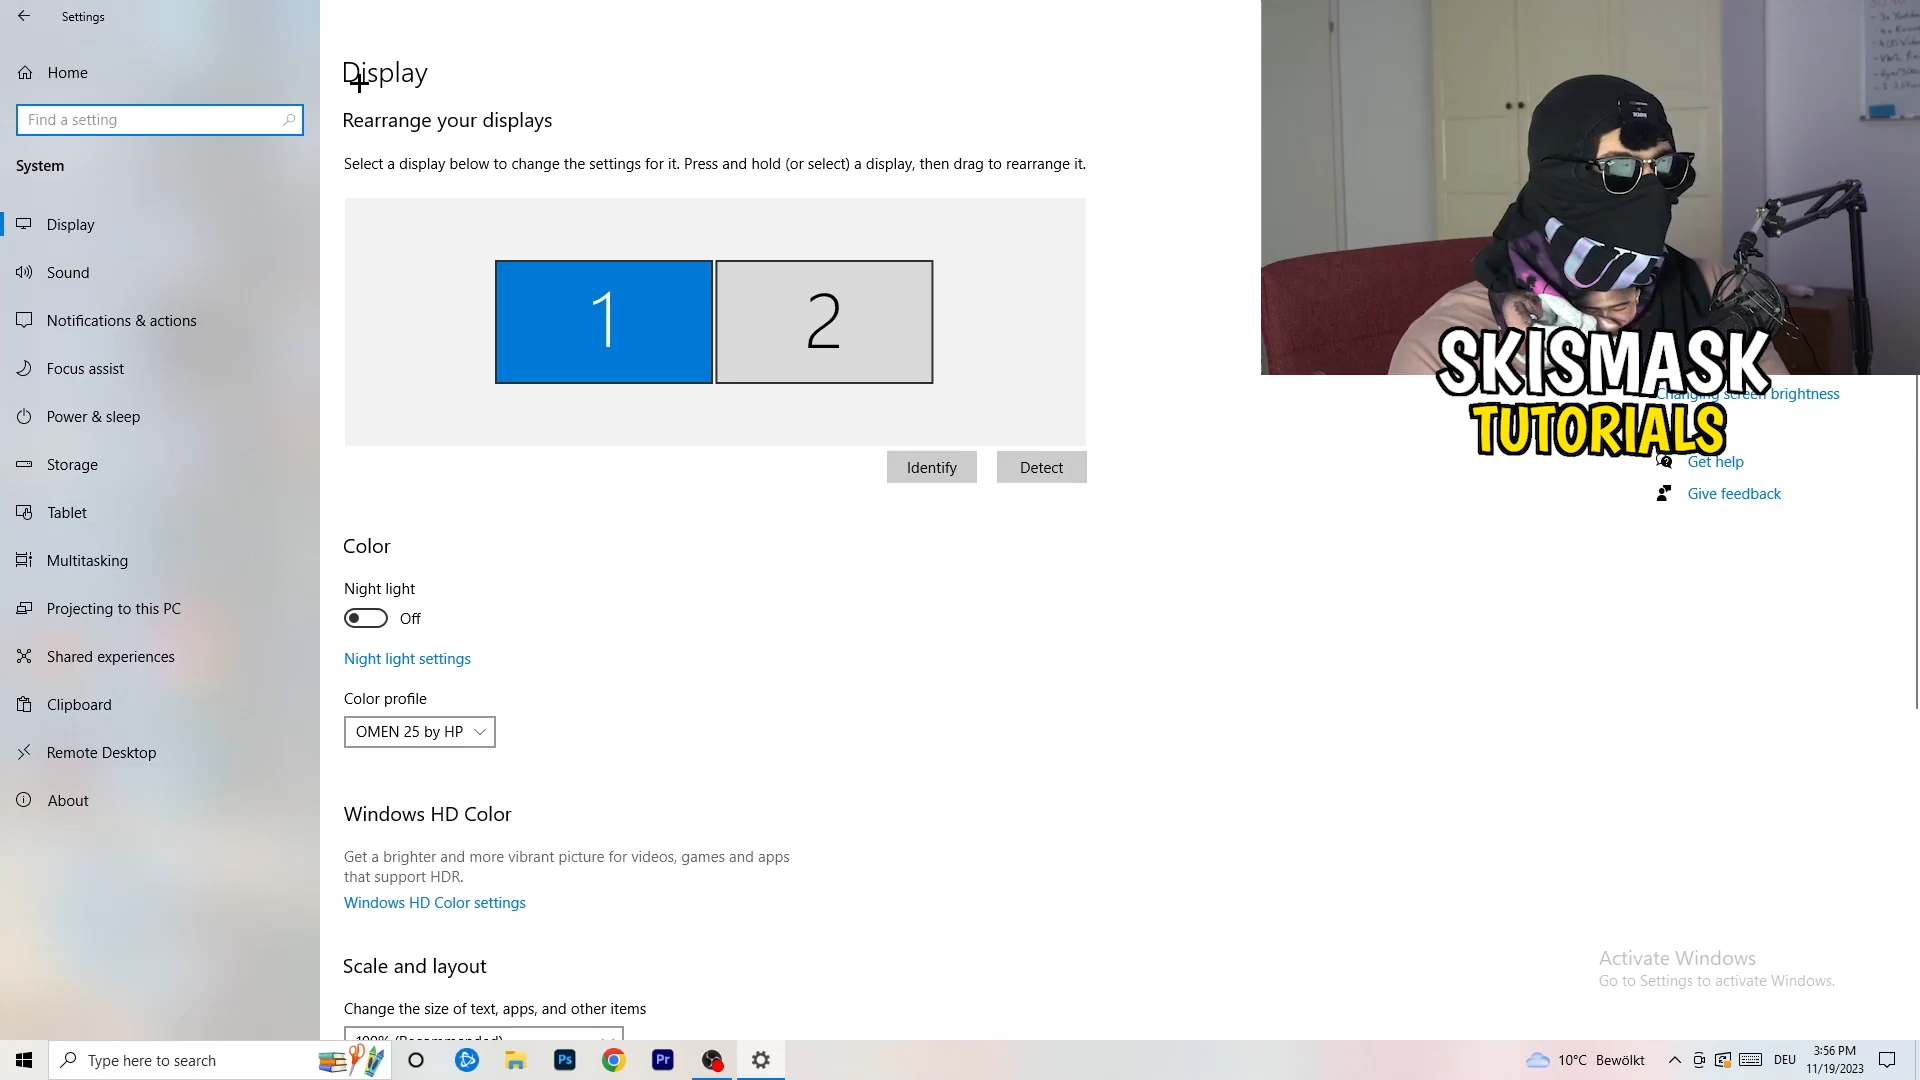 Settings
Home
Find a setting
System
Display
Sound
Notifications & actions
Focus assist
Power & sleep
Storage
Tablet
Multitasking
Projecting to this PC
Shared experiences
Clipboard
Remote Desktop
About
Display
Rearrange your displays
Select a display below to change the settings for it. Press and hold (or select) a display, then drag to rearrange it.
1
2
Identify
Detect
Color
Night light
Off
Night light settings
Color profile
OMEN 25 by HP
Windows HD Color
Get a brighter and more vibrant picture for videos, games and apps
that support HDR.
Windows HD Color settings
Scale and layout
Change the size of text, apps, and other items
100% (Recommended)
SKISMASK
TUTORIALS
Changing screen brightness
Get help
Give feedback
Activate Windows
Go to Settings to activate Windows.
Type here to search
Ps
Pr
10°C Bewölkt
DEU
3:56 PM
11/19/2023